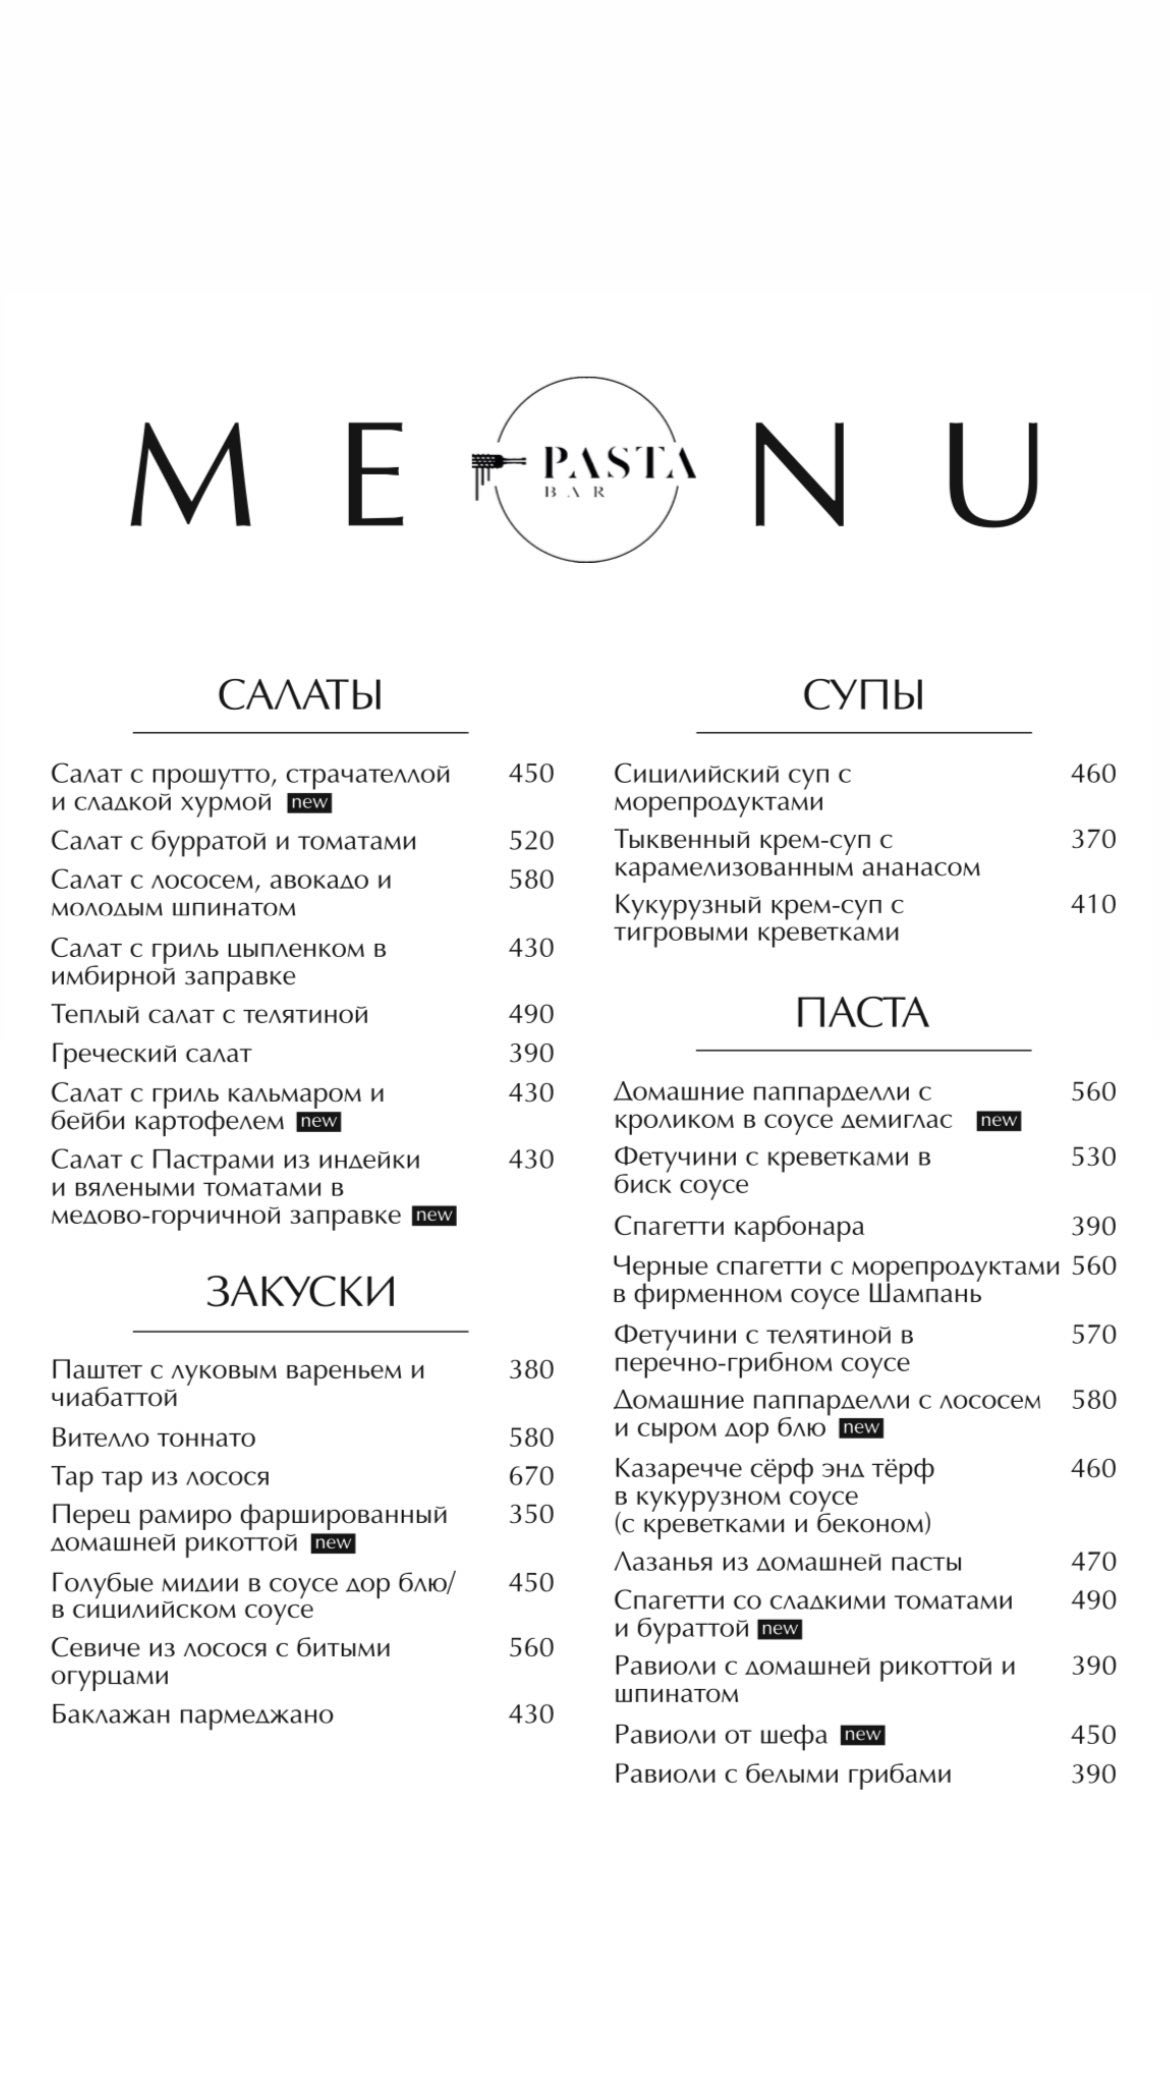 M E N U
PASTA
BAR
САЛАТЫ
Салат с прошутто, страчателлой 450
и сладкой хурмой new
Салат с бурратой и томатами 520
Салат с лососем, авокадо и 580
молодым шпинатом
Салат с гриль цыпленком в 430
имбирной заправке
Теплый салат с телятиной 490
Греческий салат 390
Салат с гриль кальмаром и 430
бейби картофелем new
Салат с Пастрами из индейки 430
и вялеными томатами в
медово-горчичной заправке new
ЗАКУСКИ
Паштет с луковым вареньем и 380
чиабаттой
Вителло тоннато 580
Тар тар из лосося 670
Перец рамиро фаршированный 350
домашней рикоттой new
Голубые мидии в соусе дор блю/ 450
в сицилийском соусе
Севиче из лосося с битыми 560
огурцами
Баклажан пармеджано 430
СУПЫ
Сицилийский суп с 460
морепродуктами
Тыквенный крем-суп с 370
карамелизованным ананасом
Кукурузный крем-суп с 410
тигровыми креветками
ПАСТА
Домашние паппарделли с 560
кроликом в соусе демиглас new
Фетучини с креветками в 530
биск соусе
Спагетти карбонара 390
Черные спагетти с морепродуктами 560
в фирменном соусе Шампань
Фетучини с телятиной в 570
перечно-грибном соусе
Домашние паппарделли с лососем 580
и сыром дор блю new
Казаречче сёрф энд тёрф 460
в кукурузном соусе
(с креветками и беконом)
Лазанья из домашней пасты 470
Спагетти со сладкими томатами 490
и бураттой new
Равиоли с домашней рикоттой и 390
шпинатом
Равиоли от шефа new 450
Равиоли с белыми грибами 390